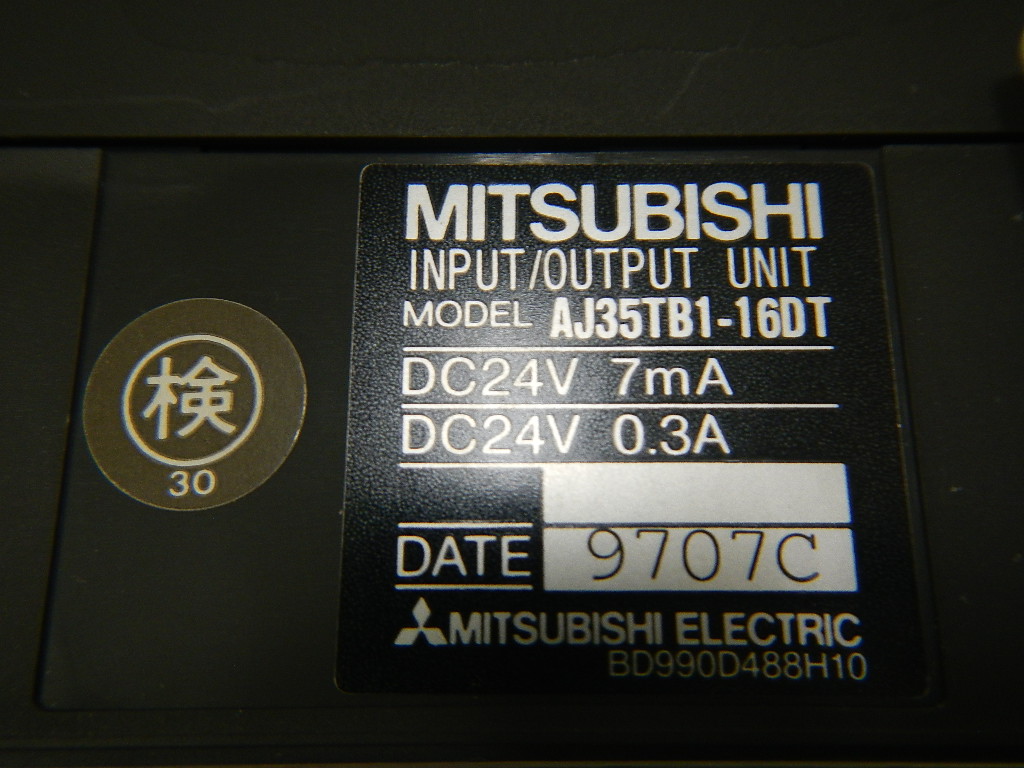 MITSUBISHI
INPUT/OUTPUT UNIT
MODEL AJ35TB1-16DT
DC24V 7mA
DC24V 0.3A
DATE 9707C
MITSUBISHI ELECTRIC
BD990D488H10
検
30